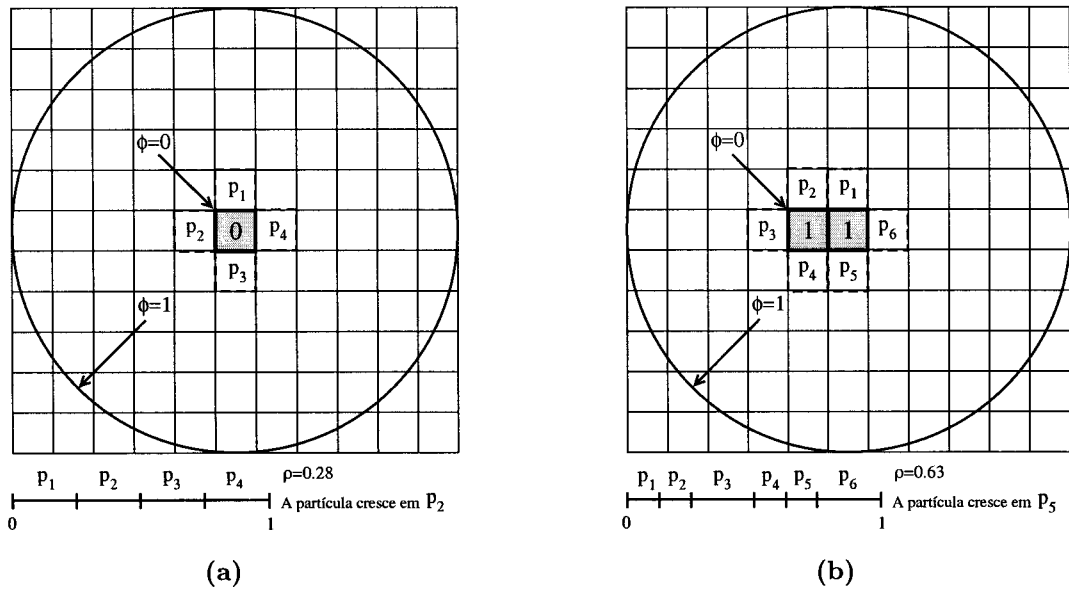 ϕ=0
p₁
p₂ 0 p₄
p₃
ϕ=1
p₁ p₂ p₃ p₄ ρ=0.28
0 1 A partícula cresce em p₂
(a)
ϕ=0
p₂ p₁
p₃ 1 1 p₆
p₄ p₅
ϕ=1
p₁ p₂ p₃ p₄ p₅ p₆ ρ=0.63
0 1 A partícula cresce em p₅
(b)